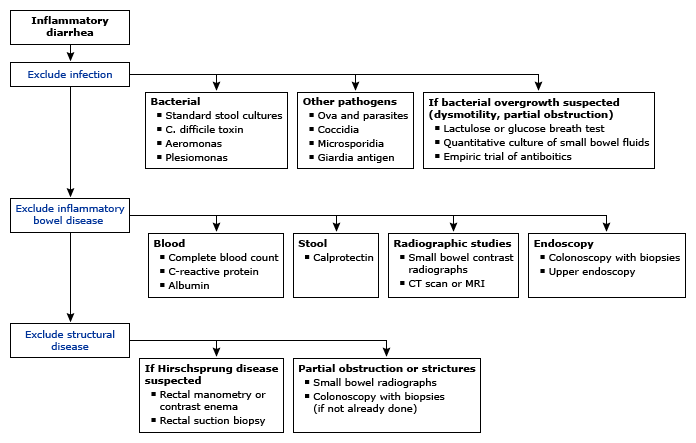 Inflammatory
diarrhea
Exclude infection
Bacterial
▪ Standard stool cultures
▪ C. difficile toxin
▪ Aeromonas
▪ Plesiomonas
Other pathogens
▪ Ova and parasites
▪ Coccidia
▪ Microsporidia
▪ Giardia antigen
If bacterial overgrowth suspected
(dysmotility, partial obstruction)
▪ Lactulose or glucose breath test
▪ Quantitative culture of small bowel fluids
▪ Empiric trial of antiboitics
Exclude inflammatory
bowel disease
Blood
▪ Complete blood count
▪ C-reactive protein
▪ Albumin
Stool
▪ Calprotectin
Radiographic studies
▪ Small bowel contrast
radiographs
▪ CT scan or MRI
Endoscopy
▪ Colonoscopy with biopsies
▪ Upper endoscopy
Exclude structural
disease
If Hirschsprung disease
suspected
▪ Rectal manometry or
contrast enema
▪ Rectal suction biopsy
Partial obstruction or strictures
▪ Small bowel radiographs
▪ Colonoscopy with biopsies
(if not already done)